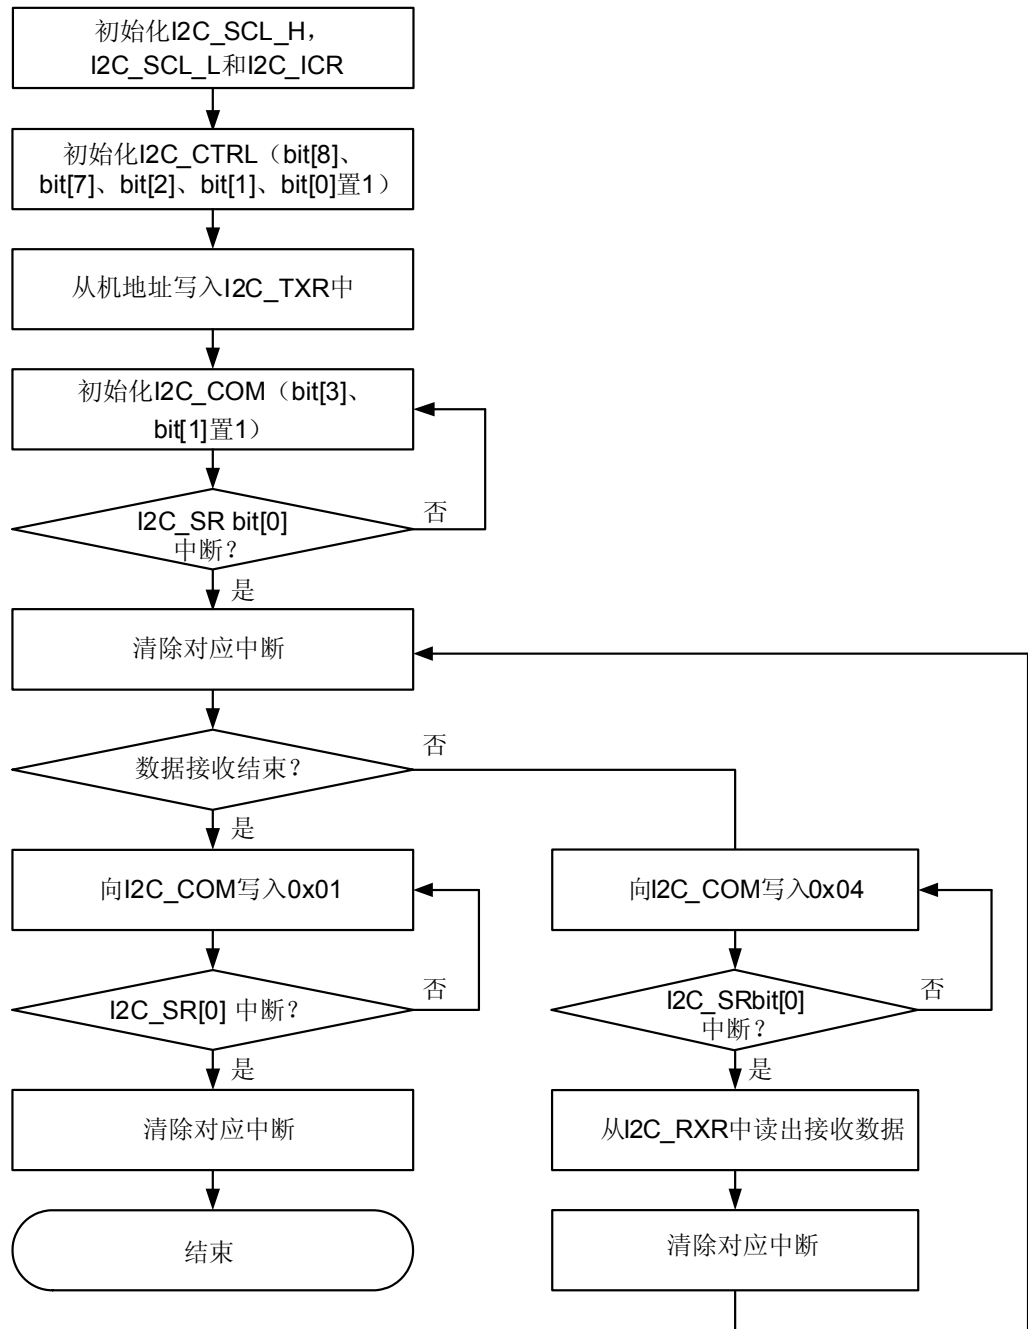 初始化I2C_SCL_H，
I2C_SCL_L和I2C_ICR
初始化I2C_CTRL（bit[8]、
bit[7]、bit[2]、bit[1]、bit[0]置1）
从机地址写入I2C_TXR中
初始化I2C_COM（bit[3]、
bit[1]置1）
I2C_SR bit[0]
中断？
否
是
清除对应中断
数据接收结束？
否
是
向I2C_COM写入0x01
I2C_SR[0] 中断？
否
是
清除对应中断
结束
向I2C_COM写入0x04
I2C_SRbit[0]
中断？
否
是
从I2C_RXR中读出接收数据
清除对应中断